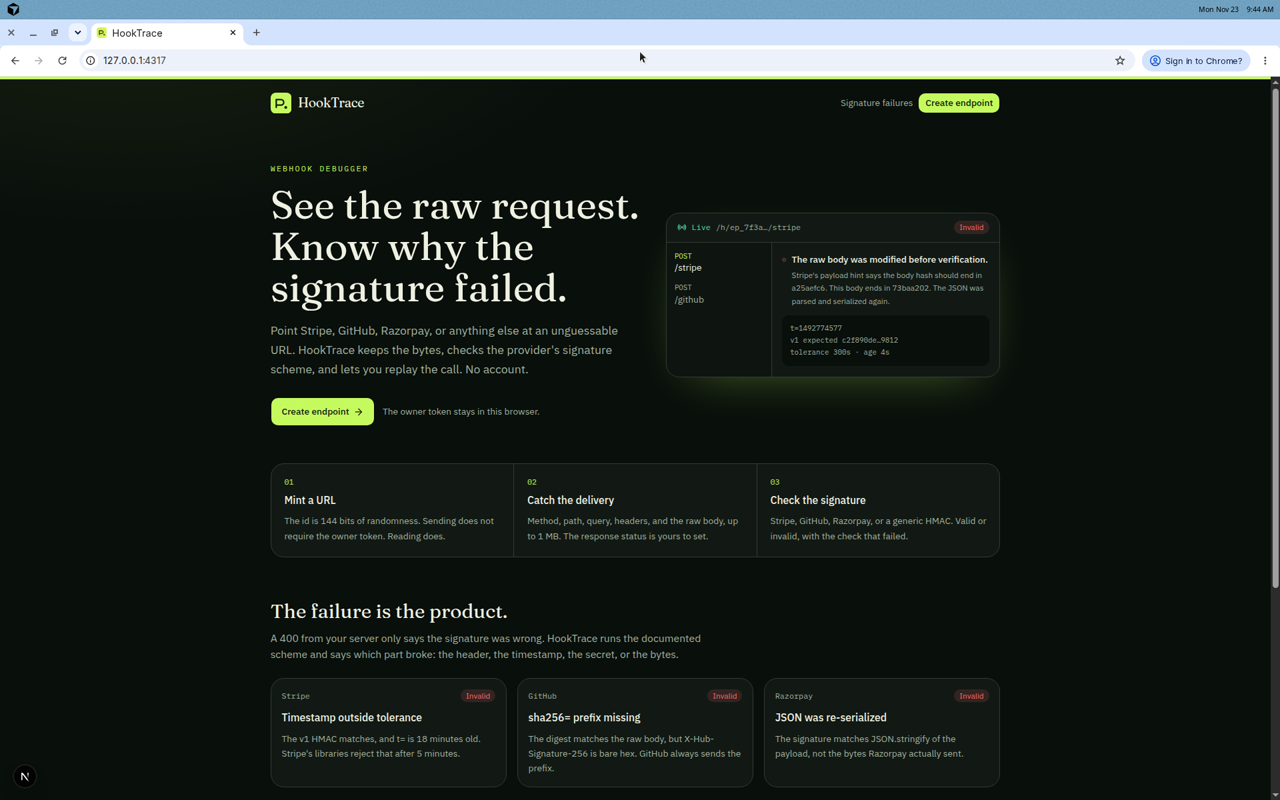 Mon Nov 23 9:44 AM
HookTrace
127.0.0.1:4317
Sign in to Chrome?
P.
HookTrace
Signature failures
Create endpoint
WEBHOOK DEBUGGER
See the raw request.
Know why the
signature failed.
Point Stripe, GitHub, Razorpay, or anything else at an unguessable
URL. HookTrace keeps the bytes, checks the provider's signature
scheme, and lets you replay the call. No account.
Create endpoint →
The owner token stays in this browser.
Live /h/ep_7f3a…/stripe
Invalid
POST
/stripe
POST
/github
The raw body was modified before verification.
Stripe's payload hint says the body hash should end in
a25aefc6. This body ends in 73baa202. The JSON was
parsed and serialized again.
t=1492774577
v1 expected c2f890de…9812
tolerance 300s · age 4s
01
Mint a URL
The id is 144 bits of randomness. Sending does not
require the owner token. Reading does.
02
Catch the delivery
Method, path, query, headers, and the raw body, up
to 1 MB. The response status is yours to set.
03
Check the signature
Stripe, GitHub, Razorpay, or a generic HMAC. Valid or
invalid, with the check that failed.
The failure is the product.
A 400 from your server only says the signature was wrong. HookTrace runs the documented
scheme and says which part broke: the header, the timestamp, the secret, or the bytes.
Stripe
Invalid
Timestamp outside tolerance
The v1 HMAC matches, and t= is 18 minutes old.
Stripe's libraries reject that after 5 minutes.
GitHub
Invalid
sha256= prefix missing
The digest matches the raw body, but X-Hub-
Signature-256 is bare hex. GitHub always sends the
prefix.
Razorpay
Invalid
JSON was re-serialized
The signature matches JSON.stringify of the
payload, not the bytes Razorpay actually sent.
N